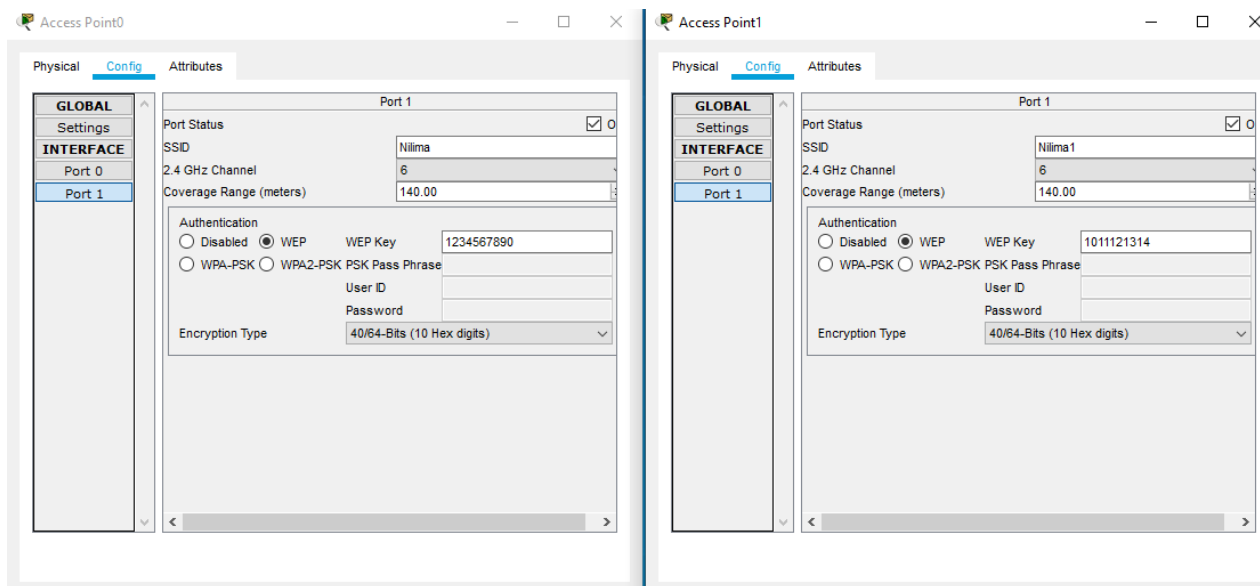 Access Point0
Physical Config Attributes
GLOBAL
Settings
INTERFACE
Port 0
Port 1
Port 1
Port Status O
SSID Nilima
2.4 GHz Channel 6
Coverage Range (meters) 140.00
Authentication
Disabled WEP WEP Key 1234567890
WPA-PSK WPA2-PSK PSK Pass Phrase
User ID
Password
Encryption Type 40/64-Bits (10 Hex digits)
Access Point1
Physical Config Attributes
GLOBAL
Settings
INTERFACE
Port 0
Port 1
Port 1
Port Status O
SSID Nilima1
2.4 GHz Channel 6
Coverage Range (meters) 140.00
Authentication
Disabled WEP WEP Key 1011121314
WPA-PSK WPA2-PSK PSK Pass Phrase
User ID
Password
Encryption Type 40/64-Bits (10 Hex digits)